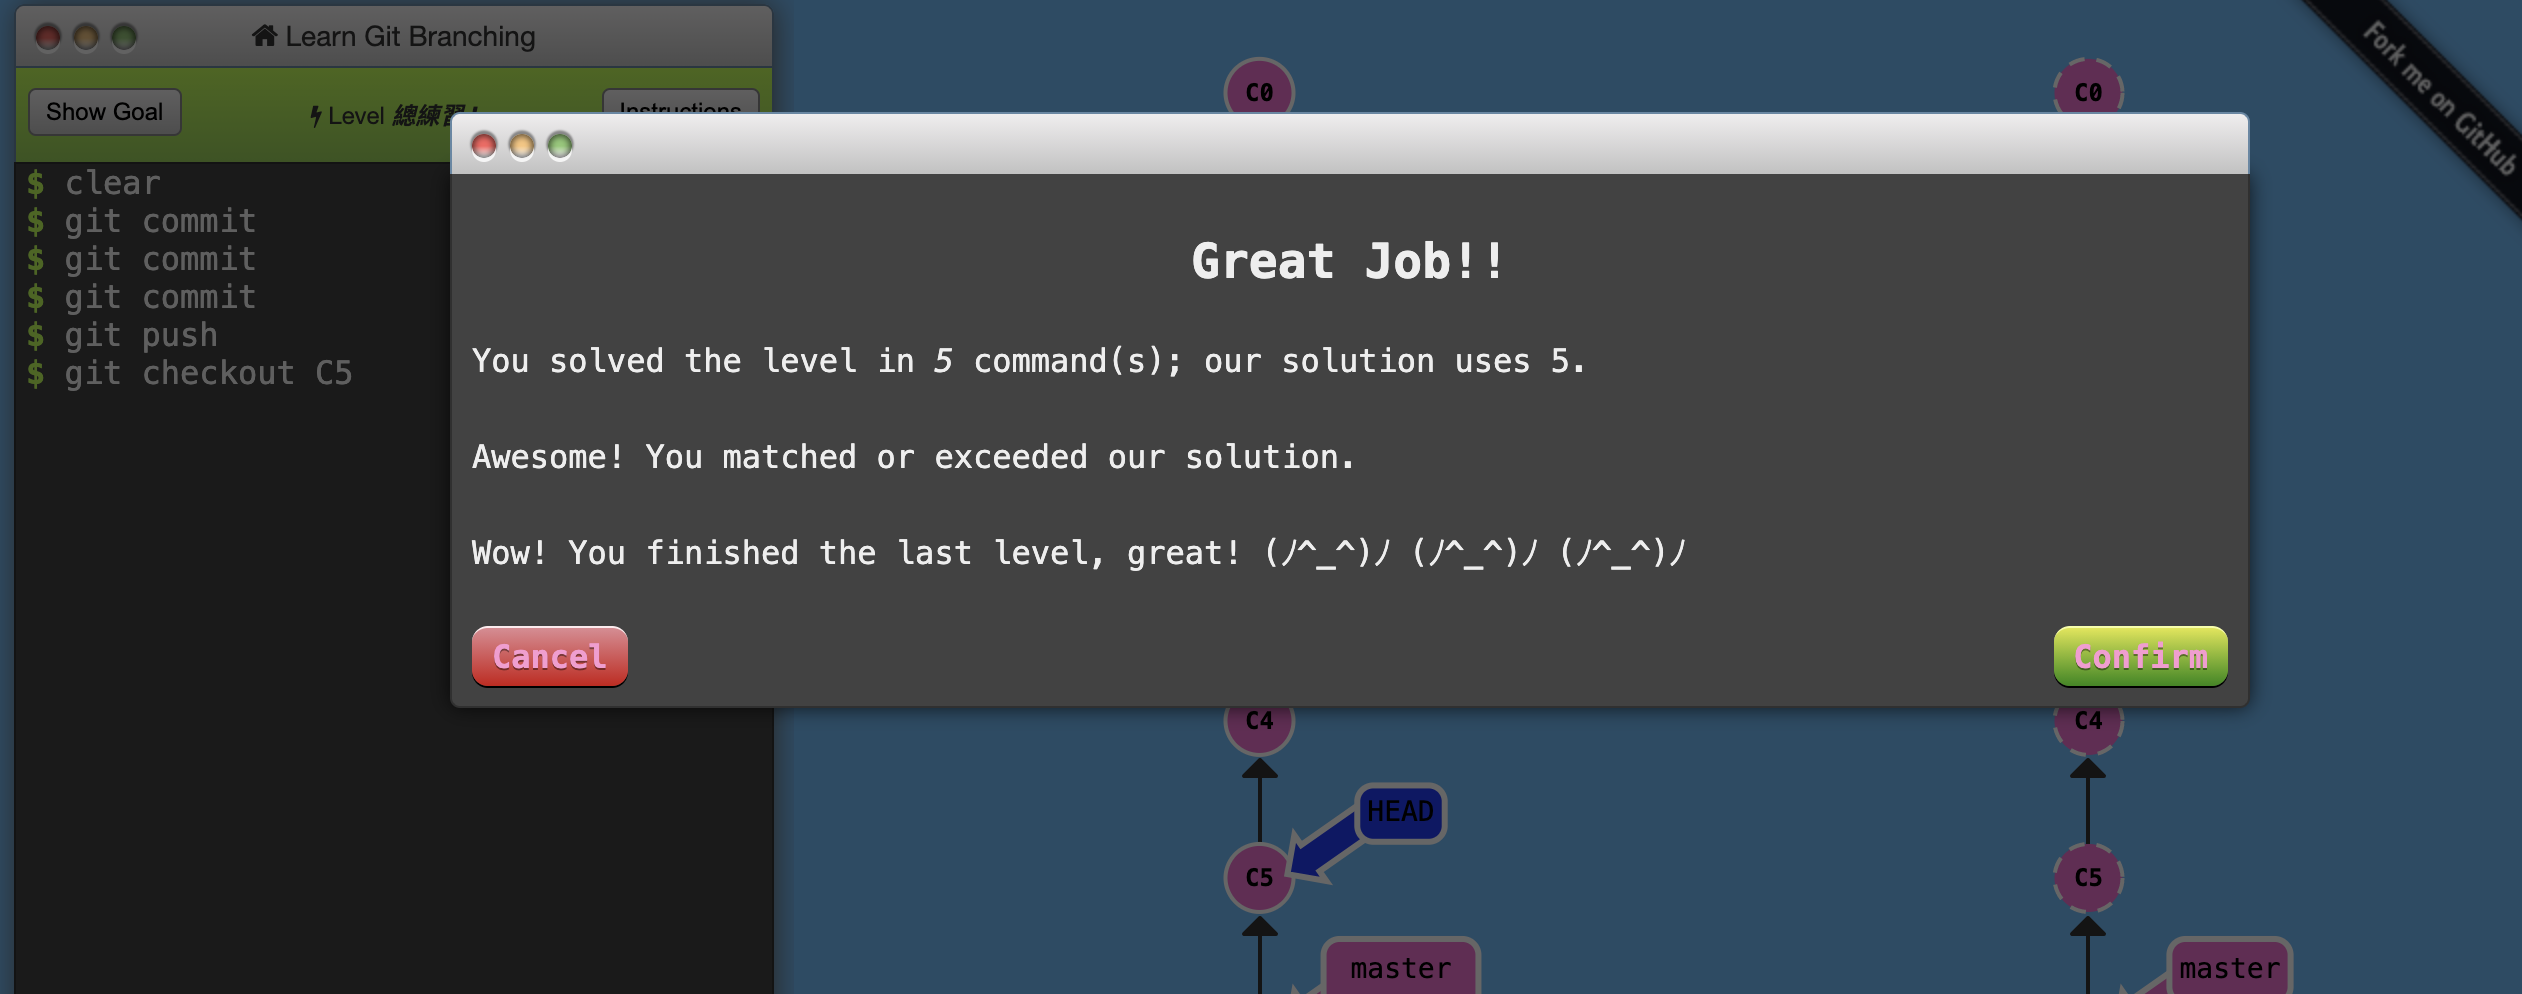 Learn Git Branching
Show Goal
Level 總練習!
Instructions
$ clear
$ git commit
$ git commit
$ git commit
$ git push
$ git checkout C5
Great Job!!
You solved the level in 5 command(s); our solution uses 5.
Awesome! You matched or exceeded our solution.
Wow! You finished the last level, great! (ﾉ^_^)ﾉ (ﾉ^_^)ﾉ (ﾉ^_^)ﾉ
Cancel
Confirm
C0
C0
Fork me on GitHub
C4
C4
HEAD
C5
C5
master
master